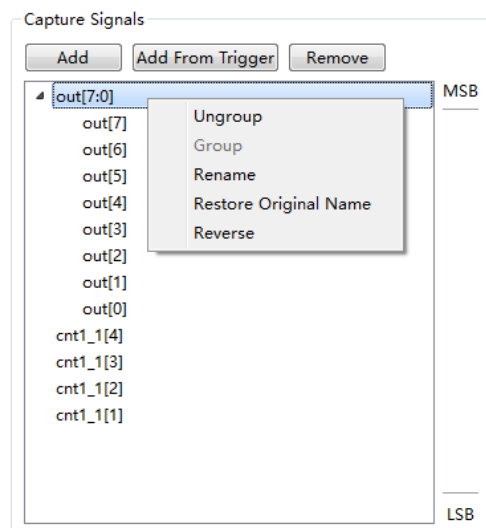 Capture Signals
Add Add From Trigger Remove
out[7:0] MSB
out[7] Ungroup
out[6] Group
out[5] Rename
out[4] Restore Original Name
out[3] Reverse
out[2]
out[1]
out[0]
cnt1_1[4]
cnt1_1[3]
cnt1_1[2]
cnt1_1[1]
LSB